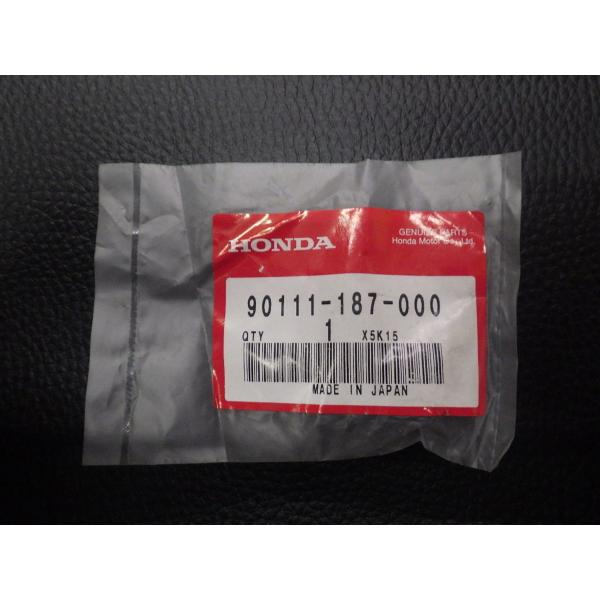 HONDA
GENUINE PARTS
Honda Motor Co., Ltd.
90111-187-000
QTY 1 X5K15
MADE IN JAPAN